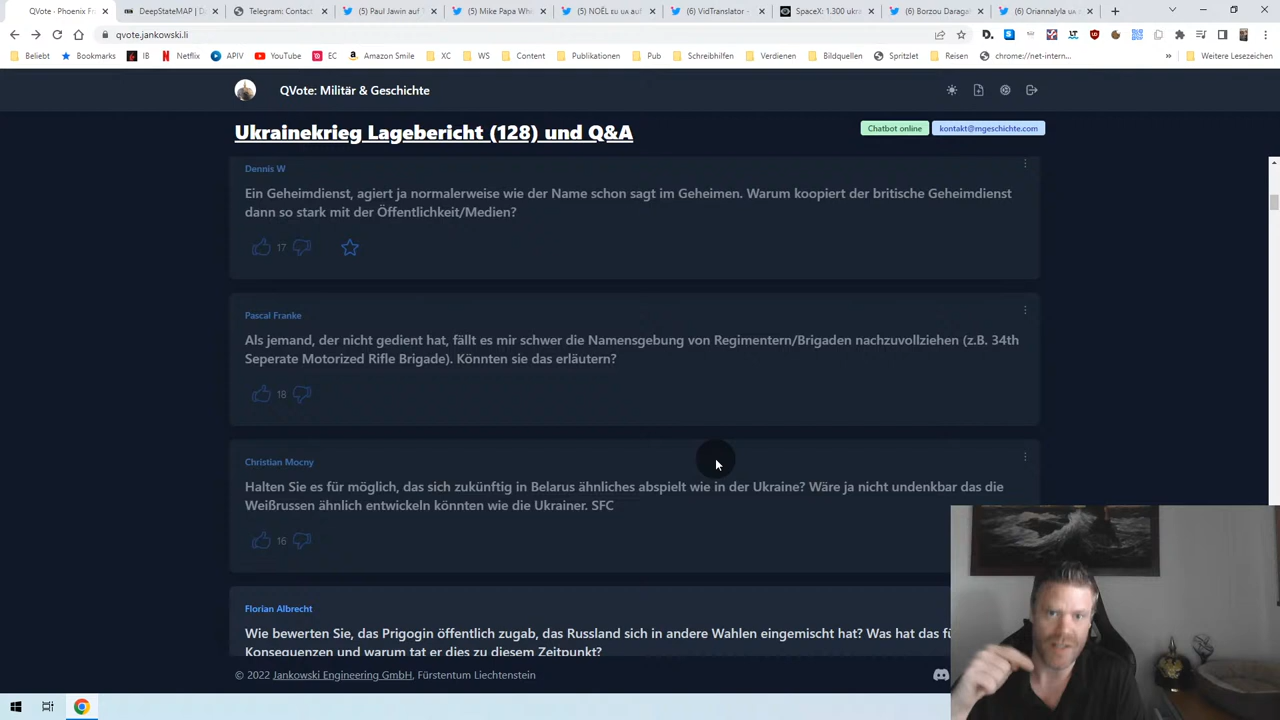 QVote - Phoenix Fr
DeepStateMAP | D
Telegram: Contact
(5) Paul Jawin auf T
(5) Mike Papa Whi
(5) NOËL
auf
(6) VidTranslator -
SpaceX: 1.300 ukr
(6) Borzou Daragal
(6) Oriannalyla
qvote.jankowski.li
Beliebt
Bookmarks
IB
Netflix
APIV
YouTube
EC
Amazon Smile
XC
WS
Content
Publikationen
Pub
Schreibhilfen
Verdienen
Bildquellen
Spritzlet
Reisen
chrome://net-intern...
Weitere Lesezeichen
QVote: Militär & Geschichte
Ukrainekrieg Lagebericht (128) und Q&A
Chatbot online
kontakt@mgeschichte.com
Dennis W
Ein Geheimdienst, agiert ja normalerweise wie der Name schon sagt im Geheimen. Warum koopiert der britische Geheimdienst
dann so stark mit der Öffentlichkeit/Medien?
17
Pascal Franke
Als jemand, der nicht gedient hat, fällt es mir schwer die Namensgebung von Regimentern/Brigaden nachzuvollziehen (z.B. 34th
Seperate Motorized Rifle Brigade). Könnten sie das erläutern?
18
Christian Mocny
Halten Sie es für möglich, das sich zukünftig in Belarus ähnliches abspielt wie in der Ukraine? Wäre ja nicht undenkbar das die
Weißrussen ähnlich entwickeln könnten wie die Ukrainer. SFC
16
Florian Albrecht
Wie bewerten Sie, das Prigogin öffentlich zugab, das Russland sich in andere Wahlen eingemischt hat? Was hat das fü
Konsequenzen und warum tat er dies zu diesem Zeitpunkt?
© 2022 Jankowski Engineering GmbH, Fürstentum Liechtenstein